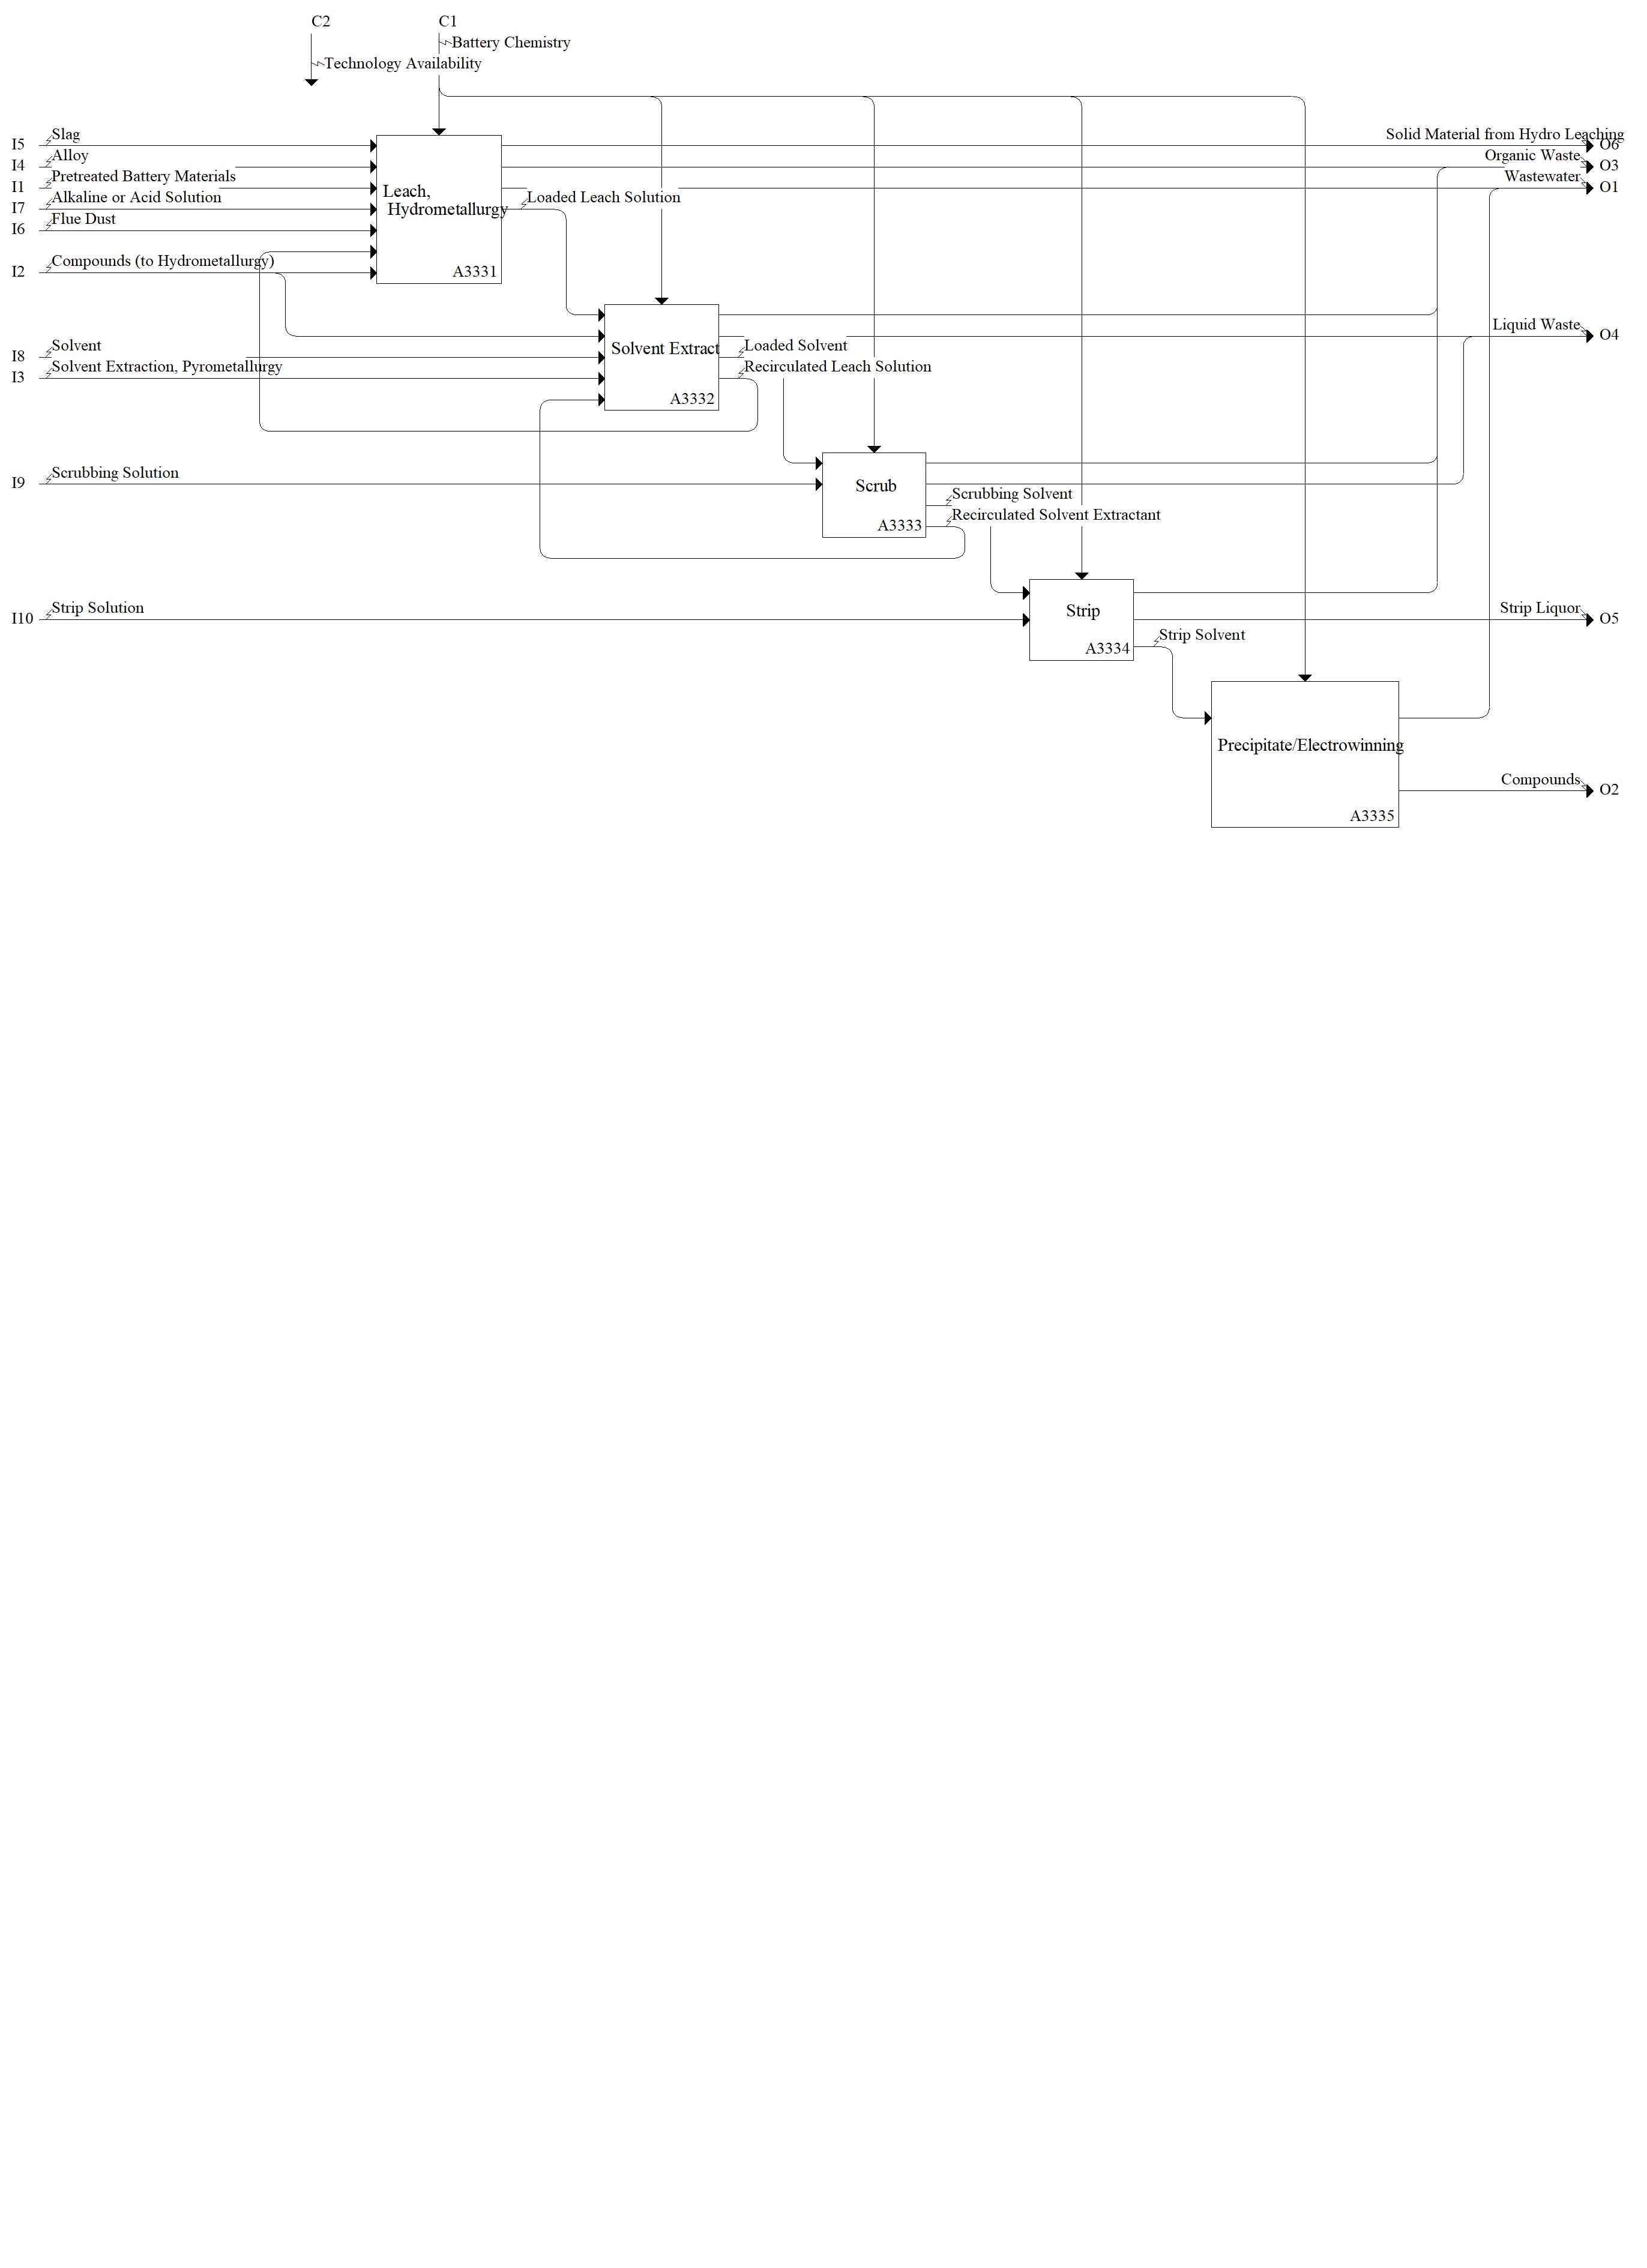 C2
C1
Battery Chemistry
Technology Availability
I5
Slag
Solid Material from Hydro Leaching
O6
I4
Alloy
Organic Waste
O3
I1
Pretreated Battery Materials
Wastewater
O1
Leach,
Hydrometallurgy
I7
Alkaline or Acid Solution
Loaded Leach Solution
I6
Flue Dust
I2
Compounds (to Hydrometallurgy)
A3331
Liquid Waste
O4
I8
Solvent
Solvent Extract
Loaded Solvent
I3
Solvent Extraction, Pyrometallurgy
Recirculated Leach Solution
A3332
I9
Scrubbing Solution
Scrub
Scrubbing Solvent
Recirculated Solvent Extractant
A3333
I10
Strip Solution
Strip
Strip Liquor
O5
Strip Solvent
A3334
Precipitate/Electrowinning
Compounds
O2
A3335